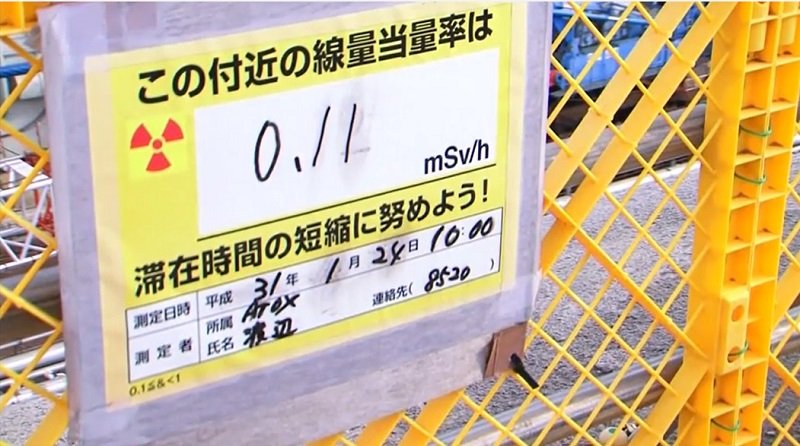 この付近の線量当量率は
0.11 mSv/h
滞在時間の短縮に努めよう!
測定日時 平成 31年 1月 24日 10:00
測定者 所属 ATOX 連絡先( 8520 )
氏名 渡辺
0.1≦&<1